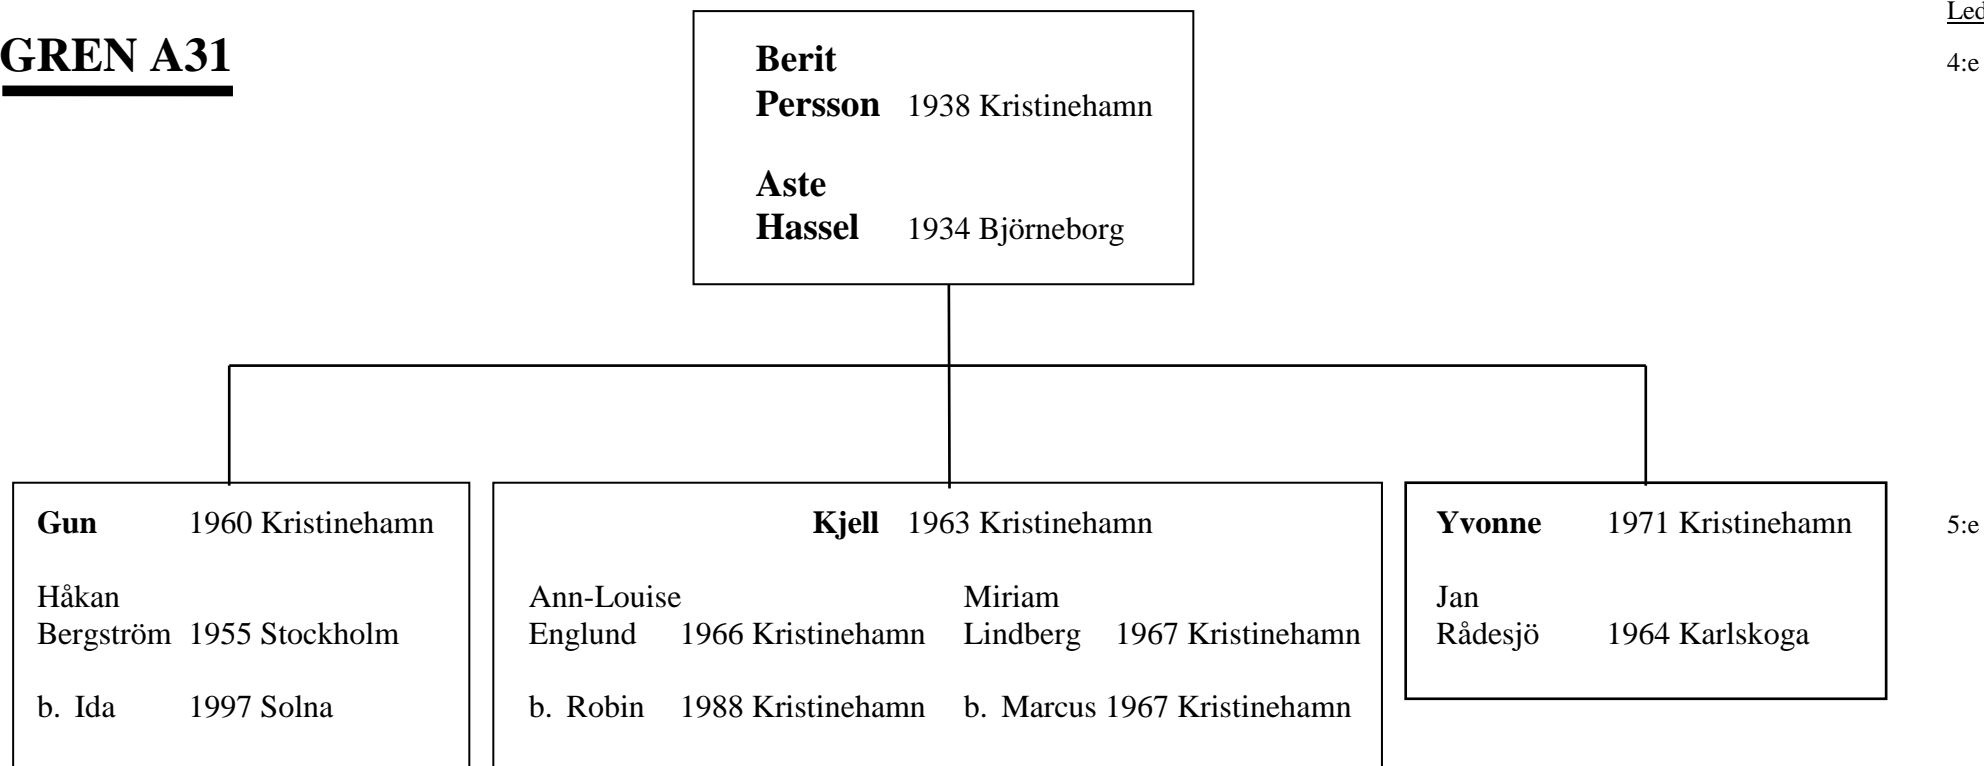 Led
GREN A31
4:e
Berit
Persson 1938 Kristinehamn
Aste
Hassel 1934 Björneborg
Gun 1960 Kristinehamn
Håkan
Bergström 1955 Stockholm
b. Ida 1997 Solna
Kjell 1963 Kristinehamn
Ann-Louise
Englund 1966 Kristinehamn
b. Robin 1988 Kristinehamn
Miriam
Lindberg 1967 Kristinehamn
b. Marcus 1967 Kristinehamn
Yvonne 1971 Kristinehamn
Jan
Rådesjö 1964 Karlskoga
5:e